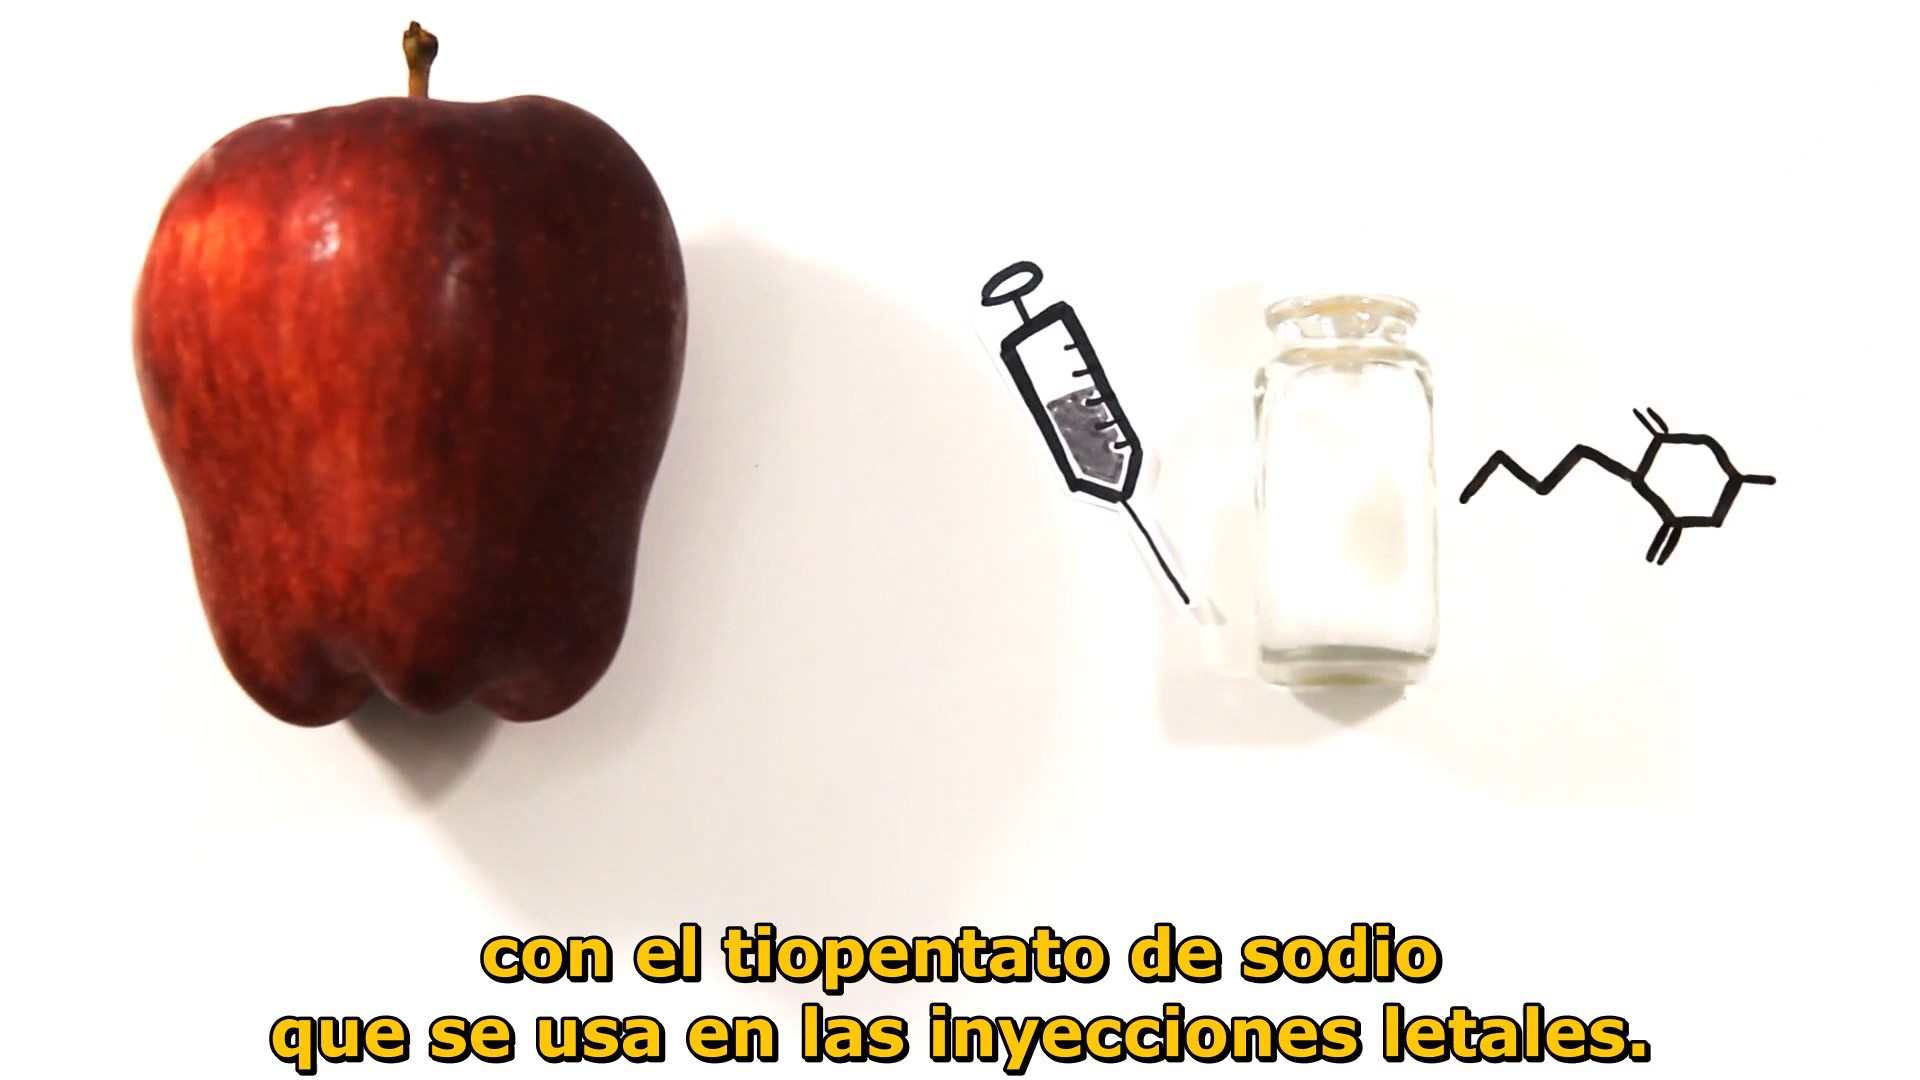 con el tiopentato de sodio
que se usa en las inyecciones letales.